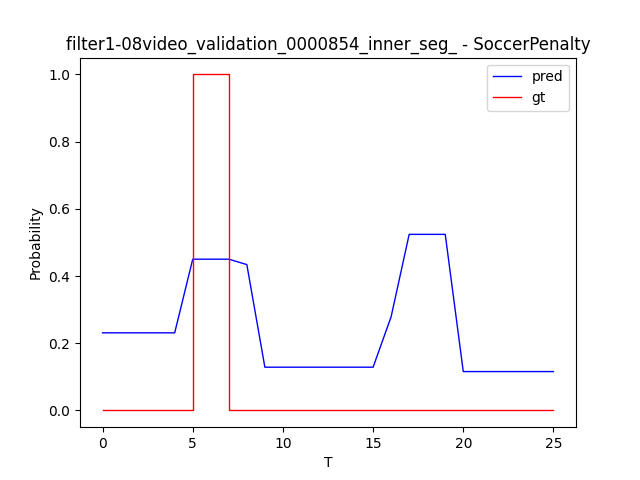 filter1-08video_validation_0000854_inner_seg_ - SoccerPenalty
pred
gt
1.0
0.8
0.6
0.4
0.2
0.0
Probability
0 5 10 15 20 25
T